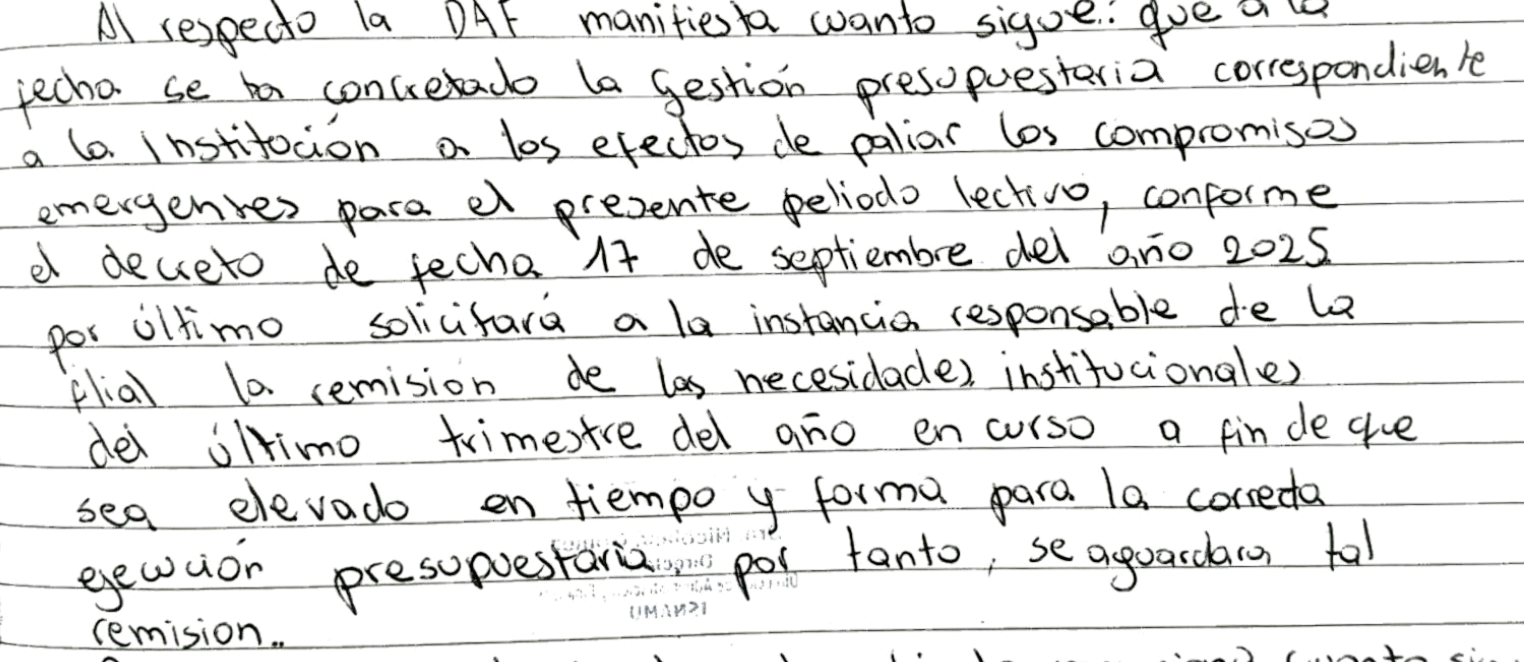 Al respecto la DAF manifiesta cuanto sigue: que a la
fecha se ha concretado la Gestión presupuestaria correspondiente
a la Institución a los efectos de paliar los compromisos
emergentes para el presente peliodo lectivo, conforme
el decreto de fecha 17 de septiembre del año 2025.
por último solicitará a la instancia responsable de la
filial la remision de las necesidades institucionales
del último trimestre del año en curso a fin de que
sea elevado en tiempo y forma para la correcta
ejecución presupuestaria, por tanto, se aguardara tal
remision..